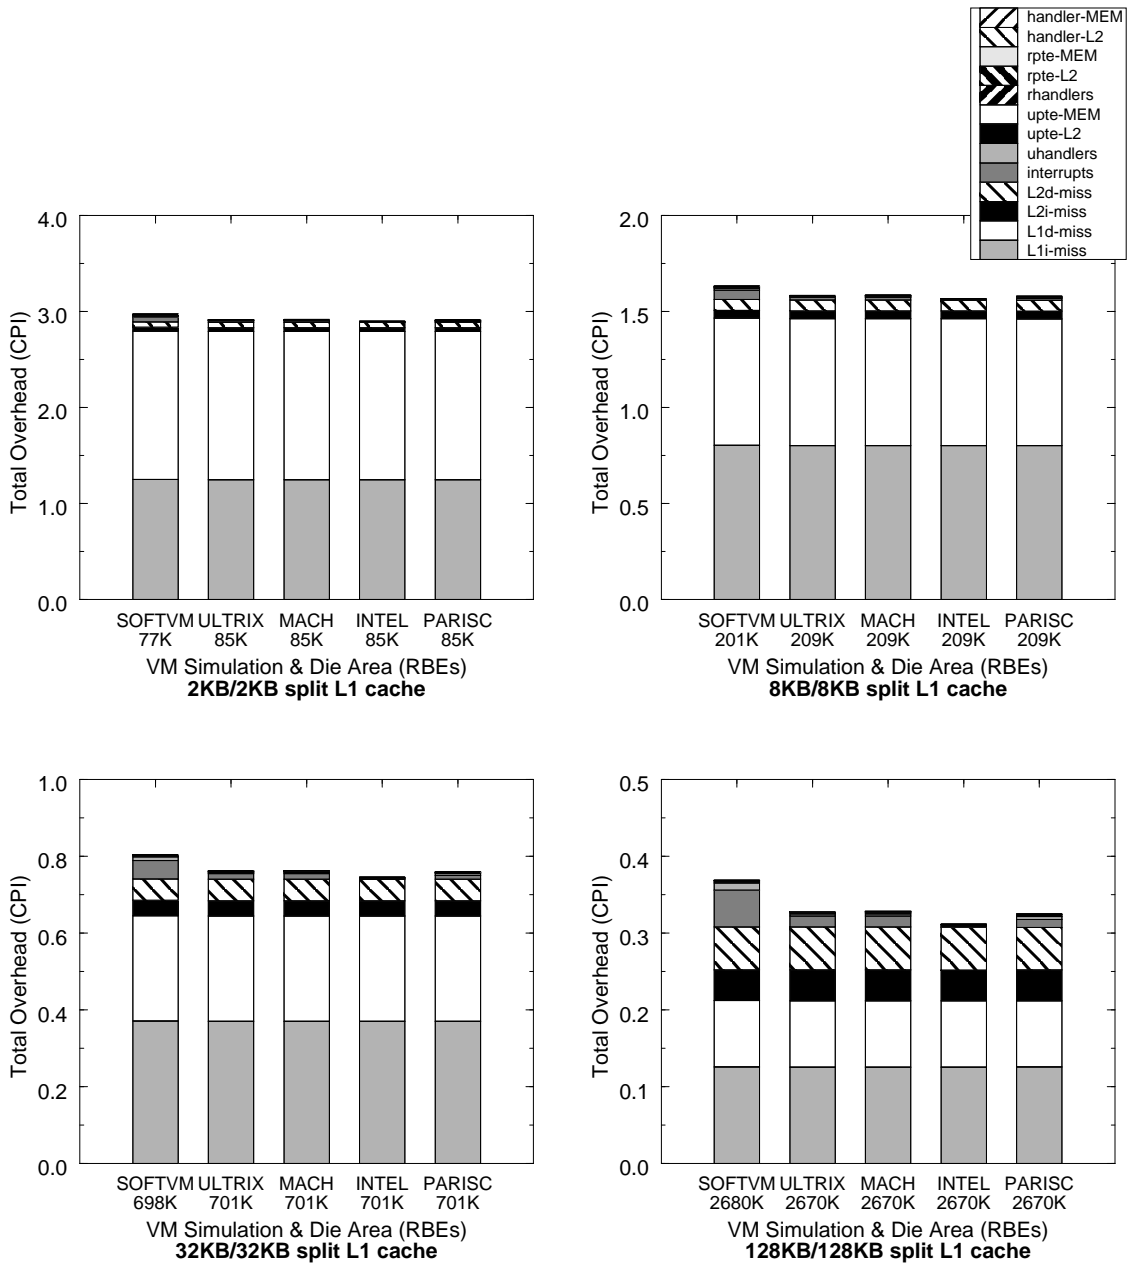 handler-MEM
handler-L2
rpte-MEM
rpte-L2
rhandlers
upte-MEM
upte-L2
uhandlers
interrupts
L2d-miss
L2i-miss
L1d-miss
L1i-miss
4.0
3.0
2.0
1.0
0.0
Total Overhead (CPI)
SOFTVM ULTRIX MACH INTEL PARISC
77K 85K 85K 85K 85K
VM Simulation & Die Area (RBEs)
2KB/2KB split L1 cache
2.0
1.5
1.0
0.5
0.0
Total Overhead (CPI)
SOFTVM ULTRIX MACH INTEL PARISC
201K 209K 209K 209K 209K
VM Simulation & Die Area (RBEs)
8KB/8KB split L1 cache
1.0
0.8
0.6
0.4
0.2
0.0
Total Overhead (CPI)
SOFTVM ULTRIX MACH INTEL PARISC
698K 701K 701K 701K 701K
VM Simulation & Die Area (RBEs)
32KB/32KB split L1 cache
0.5
0.4
0.3
0.2
0.1
0.0
Total Overhead (CPI)
SOFTVM ULTRIX MACH INTEL PARISC
2680K 2670K 2670K 2670K 2670K
VM Simulation & Die Area (RBEs)
128KB/128KB split L1 cache